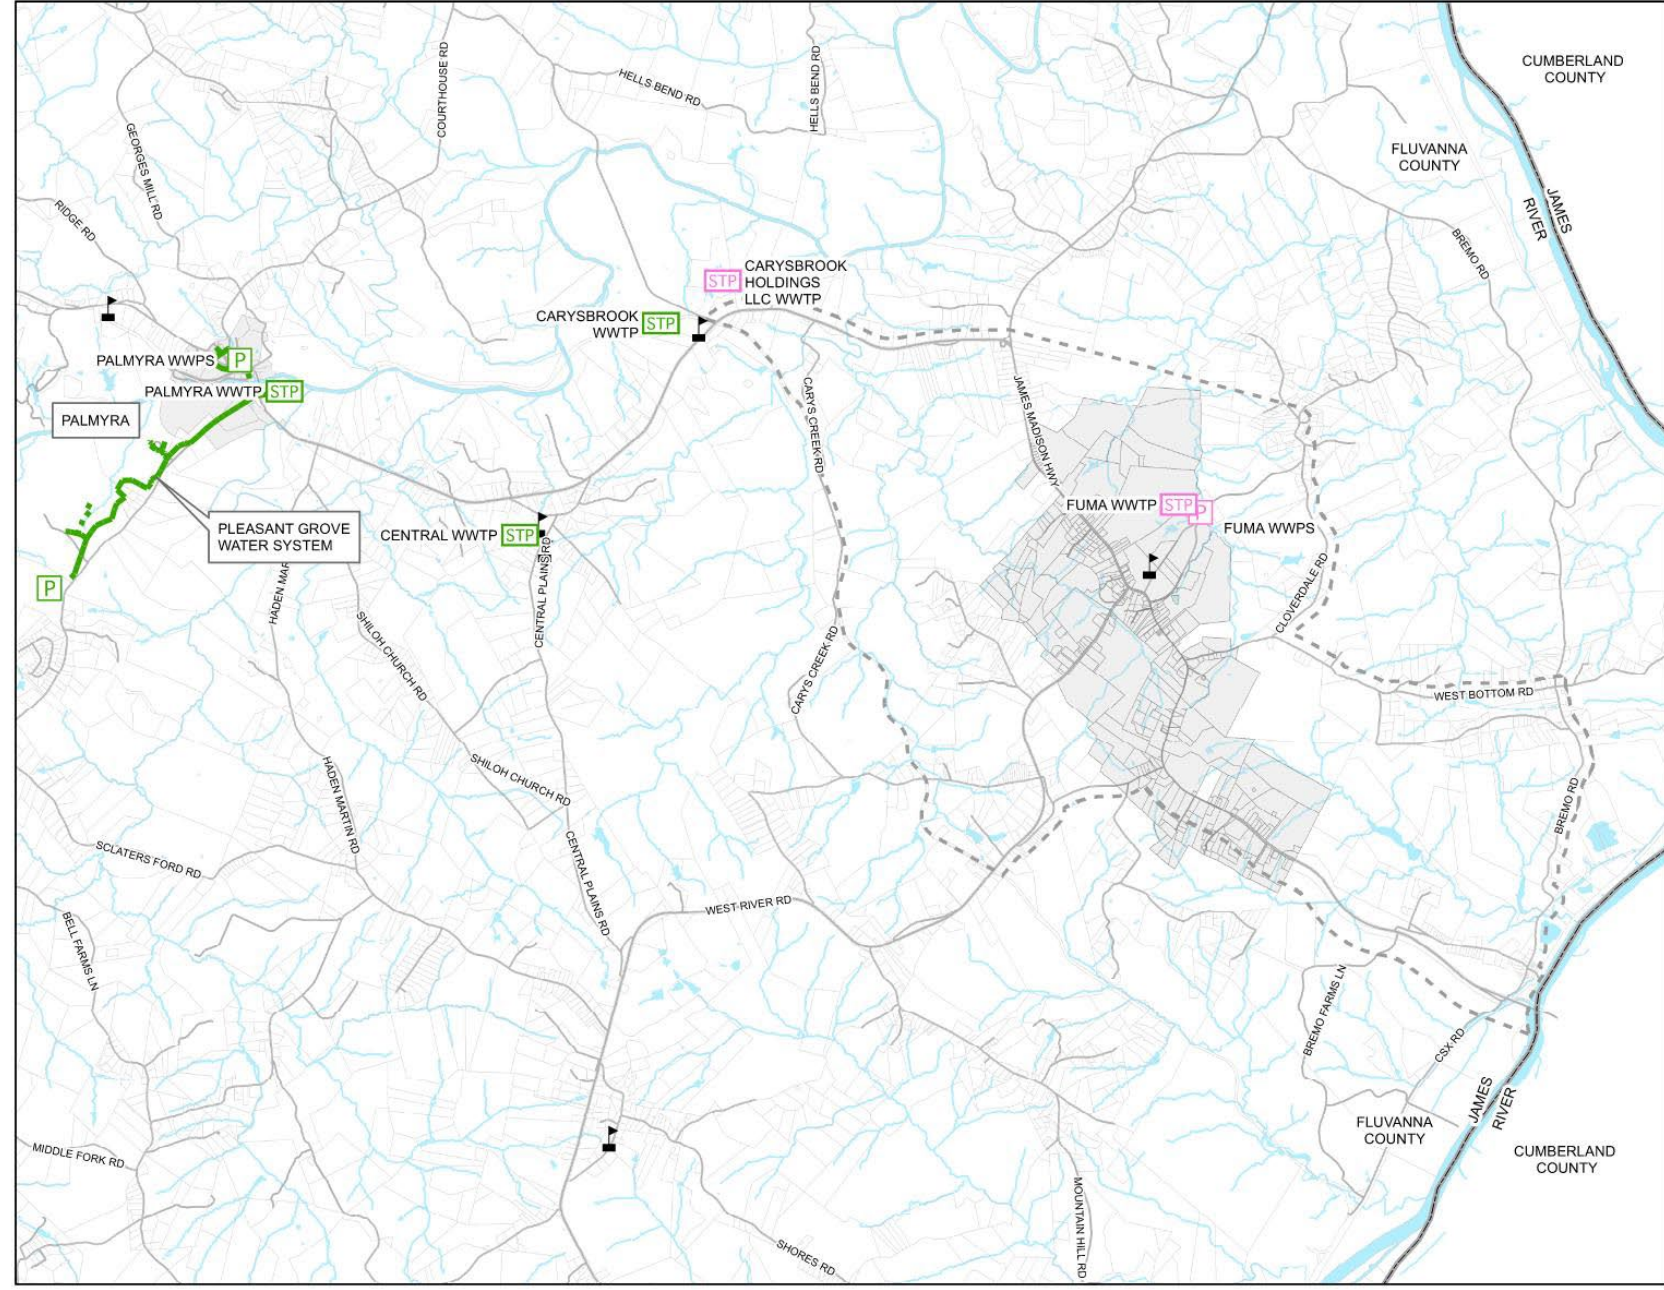 CUMBERLAND
COUNTY
COURTHOUSE RD
HELLS BEND RD
HELLS BEND RD
GEORGES MILL RD
FLUVANNA
COUNTY
RIDGE RD
JAMES
RIVER
BREMO RD
STP
CARYSBROOK
HOLDINGS
LLC WWTP
CARYSBROOK
WWTP
STP
PALMYRA WWPS
P
PALMYRA WWTP
STP
PALMYRA
CARYS CREEK RD
JAMES MADISON HWY
FUMA WWTP
STP
P
FUMA WWPS
PLEASANT GROVE
WATER SYSTEM
CENTRAL WWTP
STP
P
HADEN MAR
CENTRAL PLAINS RD
SHILOH CHURCH RD
CARYS CREEK RD
CLOVERDALE RD
WEST BOTTOM RD
HADEN MARTIN RD
SHILOH CHURCH RD
BREMO RD
SCLATERS FORD RD
CENTRAL PLAINS RD
WEST RIVER RD
BELL FARMS LN
BREMO FARMS LN
CSX RD
JAMES
RIVER
FLUVANNA
COUNTY
CUMBERLAND
COUNTY
MIDDLE FORK RD
MOUNTAIN HILL RD
SHORES RD